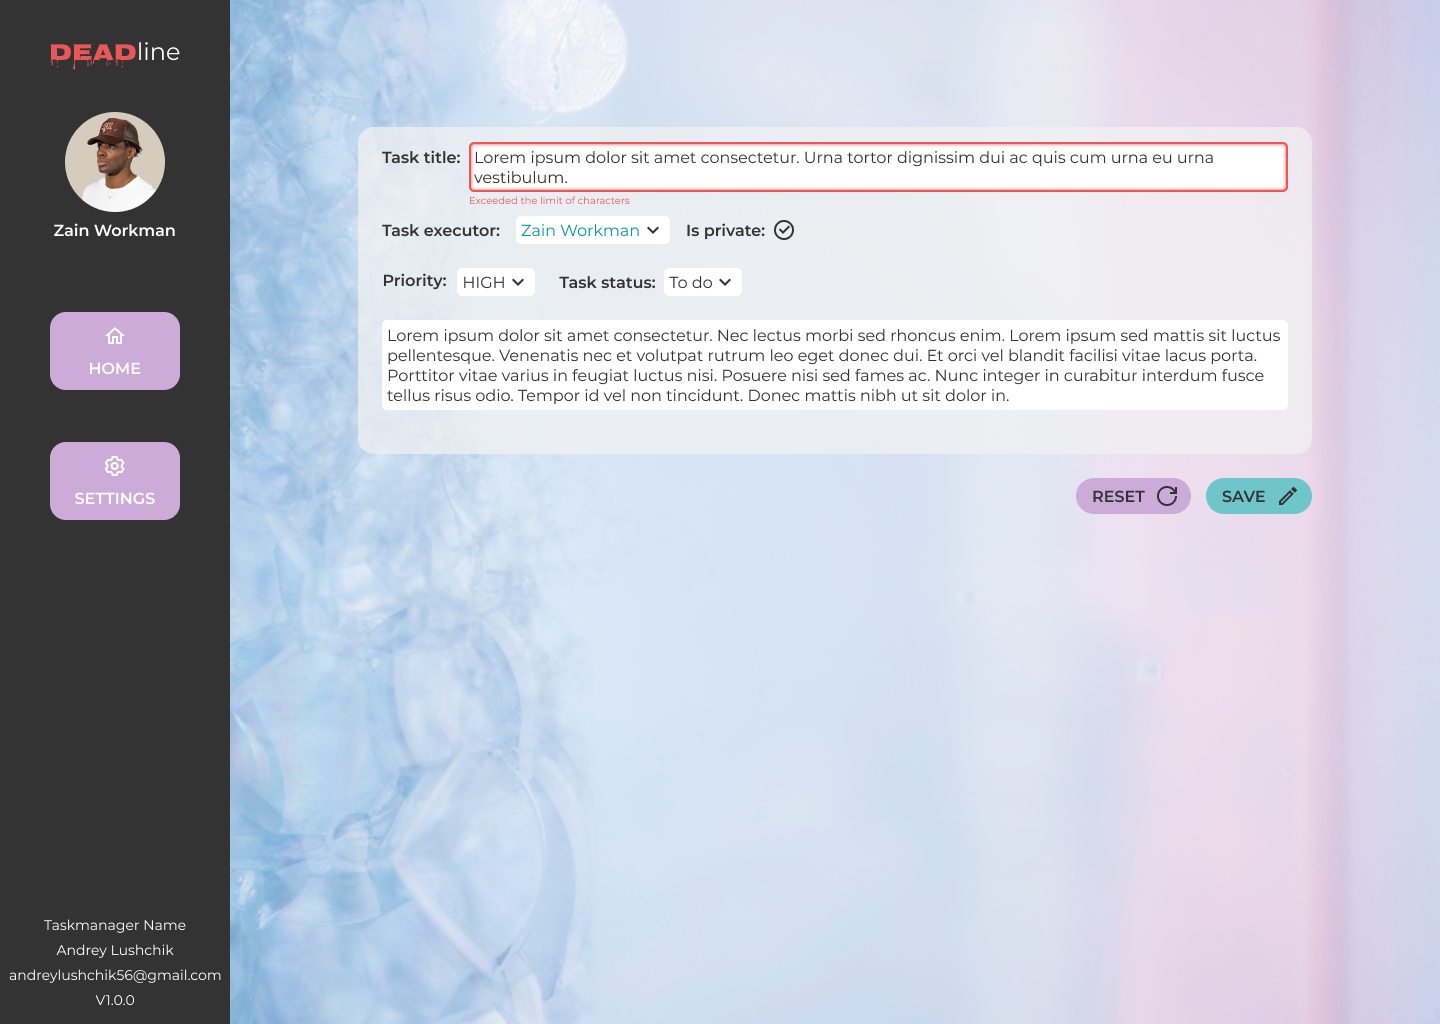 DEADline
Zain Workman
HOME
SETTINGS
Taskmanager Name
Andrey Lushchik
andreylushchik56@gmail.com
V1.0.0
Task title: Lorem ipsum dolor sit amet consectetur. Urna tortor dignissim dui ac quis cum urna eu urna
vestibulum.
Exceeded the limit of characters
Task executor: Zain Workman Is private:
Priority: HIGH Task status: To do
Lorem ipsum dolor sit amet consectetur. Nec lectus morbi sed rhoncus enim. Lorem ipsum sed mattis sit luctus
pellentesque. Venenatis nec et volutpat rutrum leo eget donec dui. Et orci vel blandit facilisi vitae lacus porta.
Porttitor vitae varius in feugiat luctus nisi. Posuere nisi sed fames ac. Nunc integer in curabitur interdum fusce
tellus risus odio. Tempor id vel non tincidunt. Donec mattis nibh ut sit dolor in.
RESET SAVE